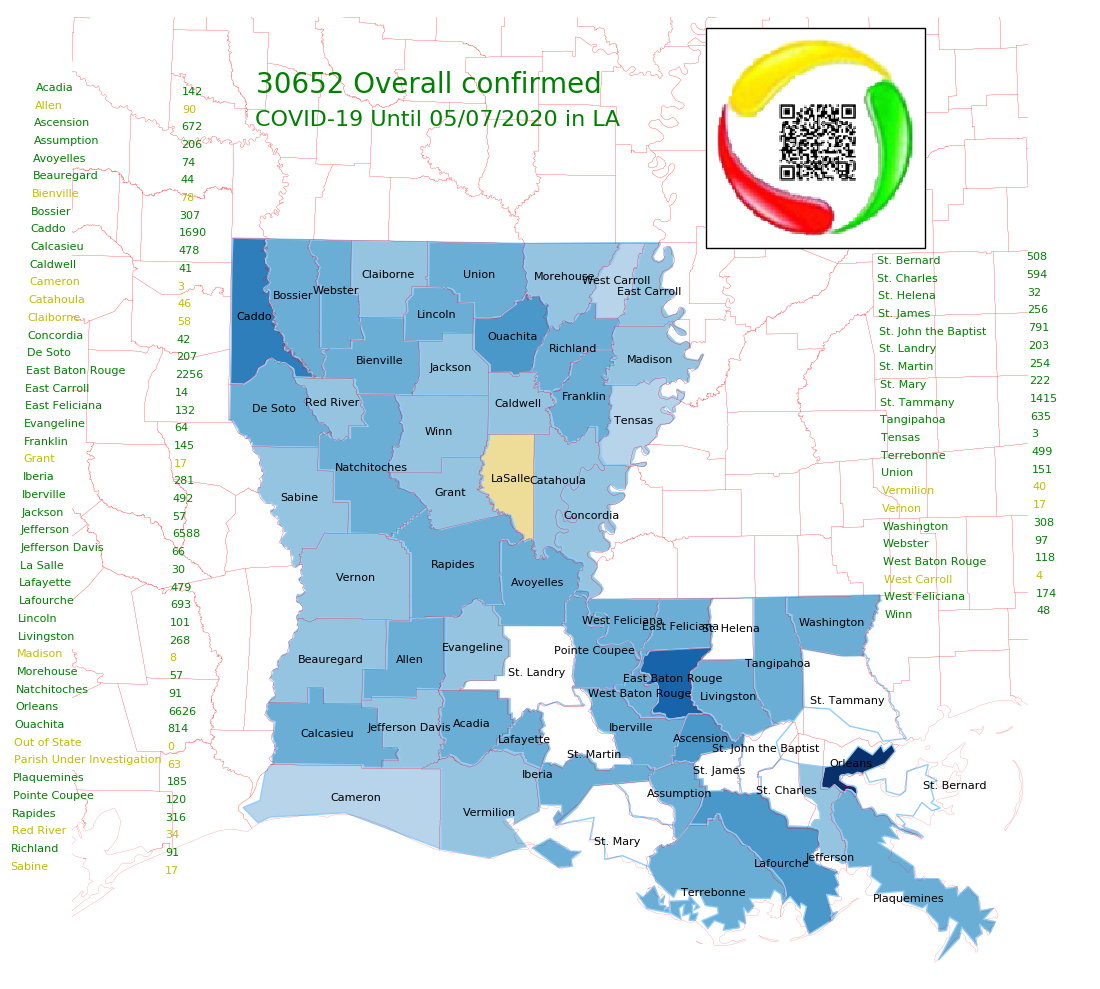 30652 Overall confirmed
COVID-19 Until 05/07/2020 in LA
Acadia 142
Allen 90
Ascension 672
Assumption 206
Avoyelles 74
Beauregard 44
Bienville 78
Bossier 307
Caddo 1690
Calcasieu 478
Caldwell 41
Cameron 3
Catahoula 46
Claiborne 58
Concordia 42
De Soto 207
East Baton Rouge 2256
East Carroll 14
East Feliciana 132
Evangeline 64
Franklin 145
Grant 17
Iberia 281
Iberville 492
Jackson 57
Jefferson 6588
Jefferson Davis 66
La Salle 30
Lafayette 479
Lafourche 693
Lincoln 101
Livingston 268
Madison 8
Morehouse 57
Natchitoches 91
Orleans 6626
Ouachita 814
Out of State 0
Parish Under Investigation 63
Plaquemines 185
Pointe Coupee 120
Rapides 316
Red River 34
Richland 91
Sabine 17
St. Bernard 508
St. Charles 594
St. Helena 32
St. James 256
St. John the Baptist 791
St. Landry 203
St. Martin 254
St. Mary 222
St. Tammany 1415
Tangipahoa 635
Tensas 3
Terrebonne 499
Union 151
Vermilion 40
Vernon 17
Washington 308
Webster 97
West Baton Rouge 118
West Carroll 4
West Feliciana 174
Winn 48
Claiborne
Union
Morehouse
West Carroll
East Carroll
Bossier
Webster
Caddo
Lincoln
Ouachita
Richland
Madison
Bienville
Jackson
Franklin
De Soto
Red River
Caldwell
Tensas
Winn
Natchitoches
LaSalle
Catahoula
Sabine
Grant
Concordia
Vernon
Rapides
Avoyelles
West Feliciana
East Feliciana
St. Helena
Washington
Beauregard
Allen
Evangeline
Pointe Coupee
Tangipahoa
St. Landry
East Baton Rouge
West Baton Rouge
Livingston
St. Tammany
Calcasieu
Jefferson Davis
Acadia
Lafayette
Iberville
Ascension
St. John the Baptist
St. Martin
Orleans
Iberia
St. James
St. Bernard
Cameron
Assumption
St. Charles
Vermilion
St. Mary
Lafourche
Jefferson
Terrebonne
Plaquemines